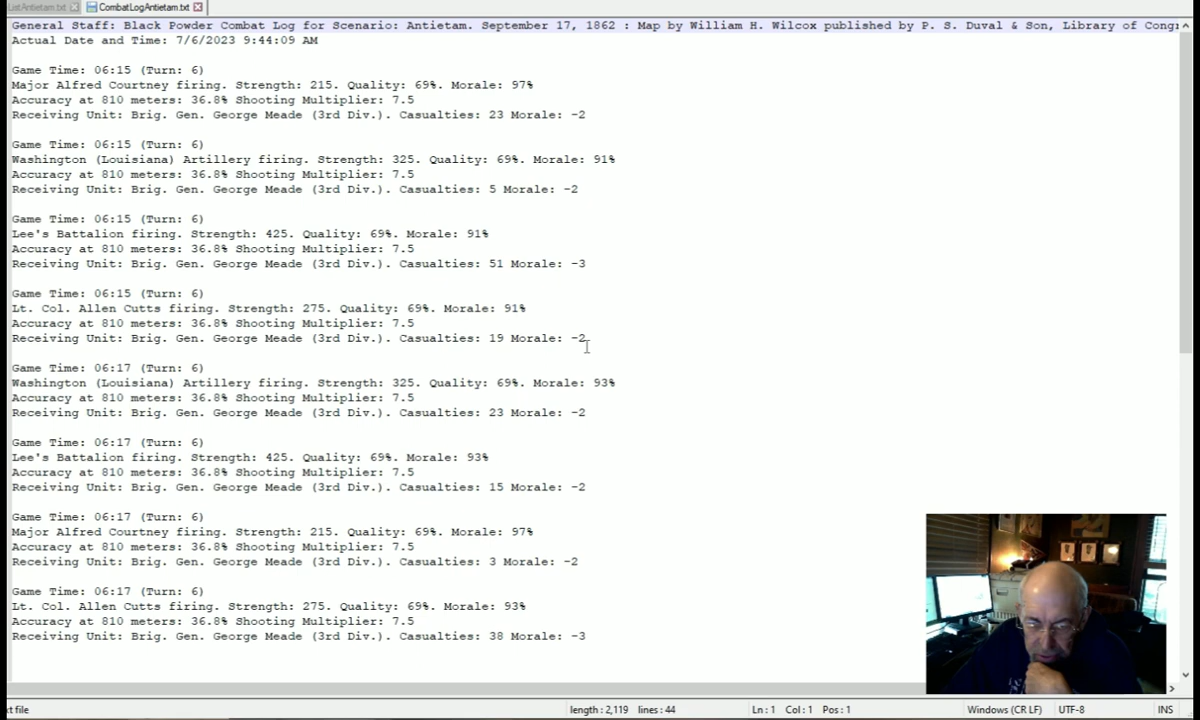 ListAntietam.txt CombatLogAntietam.txt
General Staff: Black Powder Combat Log for Scenario: Antietam. September 17, 1862 : Map by William H. Wilcox published by P. S. Duval & Son, Library of Cong
Actual Date and Time: 7/6/2023 9:44:09 AM
Game Time: 06:15 (Turn: 6)
Major Alfred Courtney firing. Strength: 215. Quality: 69%. Morale: 97%
Accuracy at 810 meters: 36.8% Shooting Multiplier: 7.5
Receiving Unit: Brig. Gen. George Meade (3rd Div.). Casualties: 23 Morale: -2
Game Time: 06:15 (Turn: 6)
Washington (Louisiana) Artillery firing. Strength: 325. Quality: 69%. Morale: 91%
Accuracy at 810 meters: 36.8% Shooting Multiplier: 7.5
Receiving Unit: Brig. Gen. George Meade (3rd Div.). Casualties: 5 Morale: -2
Game Time: 06:15 (Turn: 6)
Lee's Battalion firing. Strength: 425. Quality: 69%. Morale: 91%
Accuracy at 810 meters: 36.8% Shooting Multiplier: 7.5
Receiving Unit: Brig. Gen. George Meade (3rd Div.). Casualties: 51 Morale: -3
Game Time: 06:15 (Turn: 6)
Lt. Col. Allen Cutts firing. Strength: 275. Quality: 69%. Morale: 91%
Accuracy at 810 meters: 36.8% Shooting Multiplier: 7.5
Receiving Unit: Brig. Gen. George Meade (3rd Div.). Casualties: 19 Morale: -2
Game Time: 06:17 (Turn: 6)
Washington (Louisiana) Artillery firing. Strength: 325. Quality: 69%. Morale: 93%
Accuracy at 810 meters: 36.8% Shooting Multiplier: 7.5
Receiving Unit: Brig. Gen. George Meade (3rd Div.). Casualties: 23 Morale: -2
Game Time: 06:17 (Turn: 6)
Lee's Battalion firing. Strength: 425. Quality: 69%. Morale: 93%
Accuracy at 810 meters: 36.8% Shooting Multiplier: 7.5
Receiving Unit: Brig. Gen. George Meade (3rd Div.). Casualties: 15 Morale: -2
Game Time: 06:17 (Turn: 6)
Major Alfred Courtney firing. Strength: 215. Quality: 69%. Morale: 97%
Accuracy at 810 meters: 36.8% Shooting Multiplier: 7.5
Receiving Unit: Brig. Gen. George Meade (3rd Div.). Casualties: 3 Morale: -2
Game Time: 06:17 (Turn: 6)
Lt. Col. Allen Cutts firing. Strength: 275. Quality: 69%. Morale: 93%
Accuracy at 810 meters: 36.8% Shooting Multiplier: 7.5
Receiving Unit: Brig. Gen. George Meade (3rd Div.). Casualties: 38 Morale: -3
xt file length : 2,119 lines : 44 Ln : 1 Col : 1 Pos : 1 Windows (CR LF) UTF-8 INS